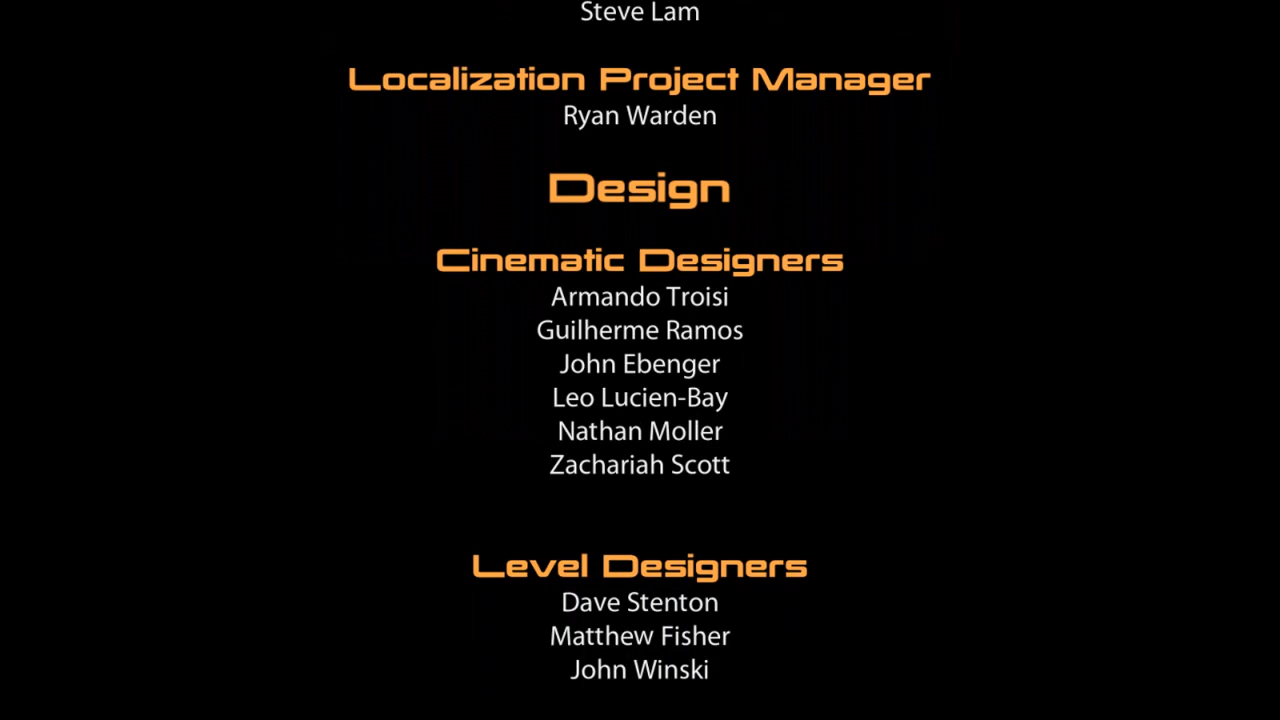 Steve Lam
Localization Project Manager
Ryan Warden
Design
Cinematic Designers
Armando Troisi
Guilherme Ramos
John Ebenger
Leo Lucien-Bay
Nathan Moller
Zachariah Scott
Level Designers
Dave Stenton
Matthew Fisher
John Winski